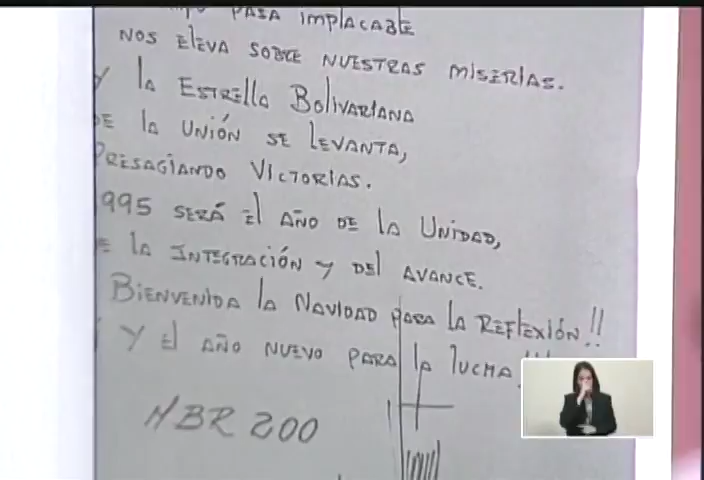 PASA IMPLACABLE
NOS ELEVA SOBRE NUESTRAS MISERIAS.
Y LA ESTRELLA BOLIVARIANA
DE LA UNIÓN SE LEVANTA,
PRESAGIANDO VICTORIAS.
995 SERÁ EL AÑO DE LA UNIDAD,
E LA INTEGRACIÓN Y DEL AVANCE.
BIENVENIDA LA NAVIDAD PARA LA REFLEXIÓN!!
Y EL AÑO NUEVO PARA LA LUCHA!!!
MBR 200